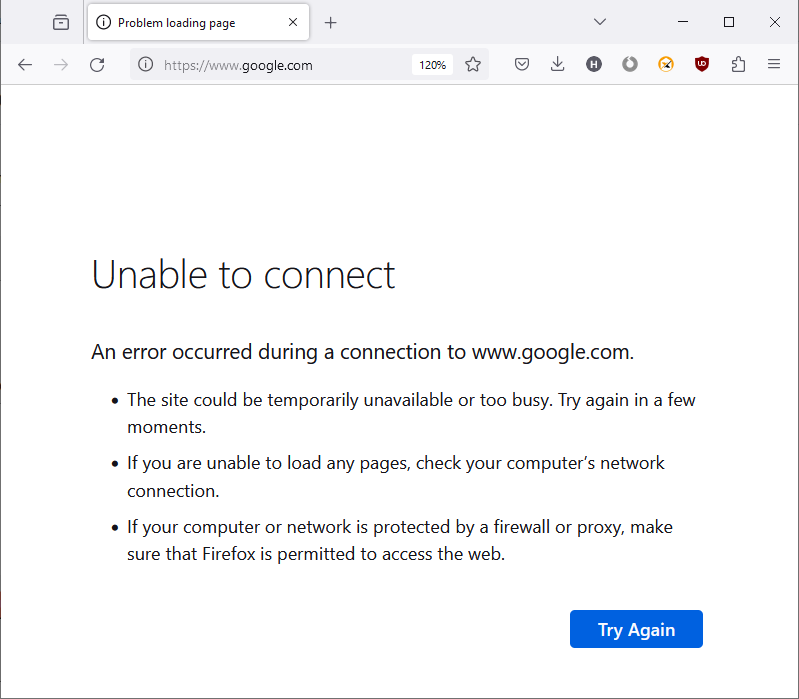 Problem loading page
https://www.google.com
120%
H
UD
Unable to connect
An error occurred during a connection to www.google.com.
• The site could be temporarily unavailable or too busy. Try again in a few
moments.
• If you are unable to load any pages, check your computer’s network
connection.
• If your computer or network is protected by a firewall or proxy, make
sure that Firefox is permitted to access the web.
Try Again